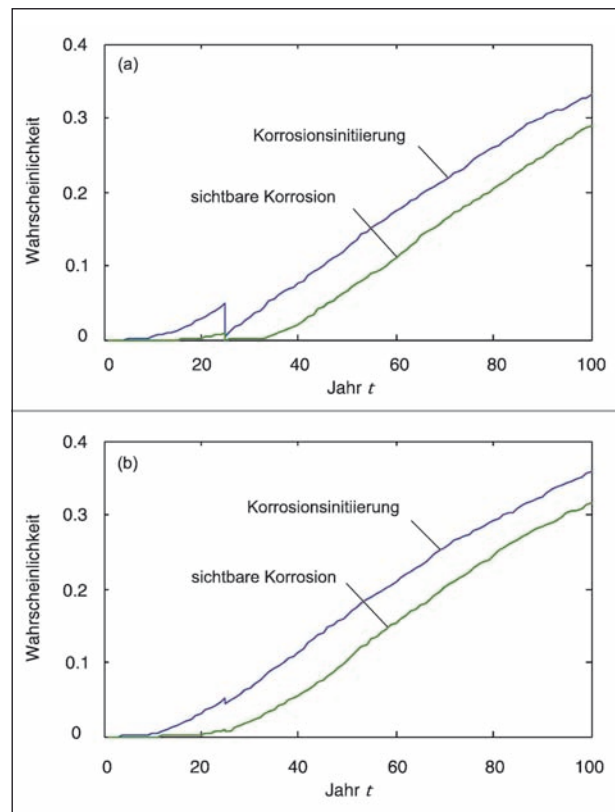 (a)
0.4
0.3
0.2
0.1
0
Wahrscheinlichkeit
Korrosionsinitiierung
sichtbare Korrosion
0 20 40 60 80 100
Jahr t
(b)
0.4
0.3
0.2
0.1
0
Wahrscheinlichkeit
Korrosionsinitiierung
sichtbare Korrosion
0 20 40 60 80 100
Jahr t